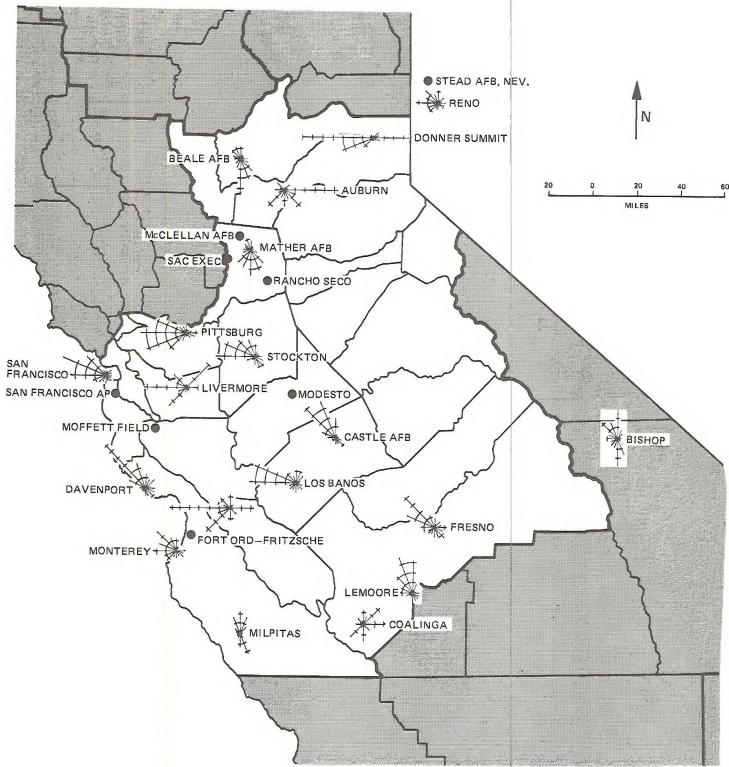 STEAD AFB, NEV.
RENO
N
DONNER SUMMIT
BEALE AFB
AUBURN
20 0 20 40 60
MILES
McCLELLAN AFB
MATHER AFB
SAC EXEC
RANCHO SECO
PITTSBURG
STOCKTON
SAN
FRANCISCO
LIVERMORE
SAN FRANCISCO AP
MODESTO
MOFFETT FIELD
CASTLE AFB
BISHOP
LOS BANOS
DAVENPORT
FRESNO
FORT ORD—FRITZSCHE
MONTEREY
LEMOORE
COALINGA
MILPITAS